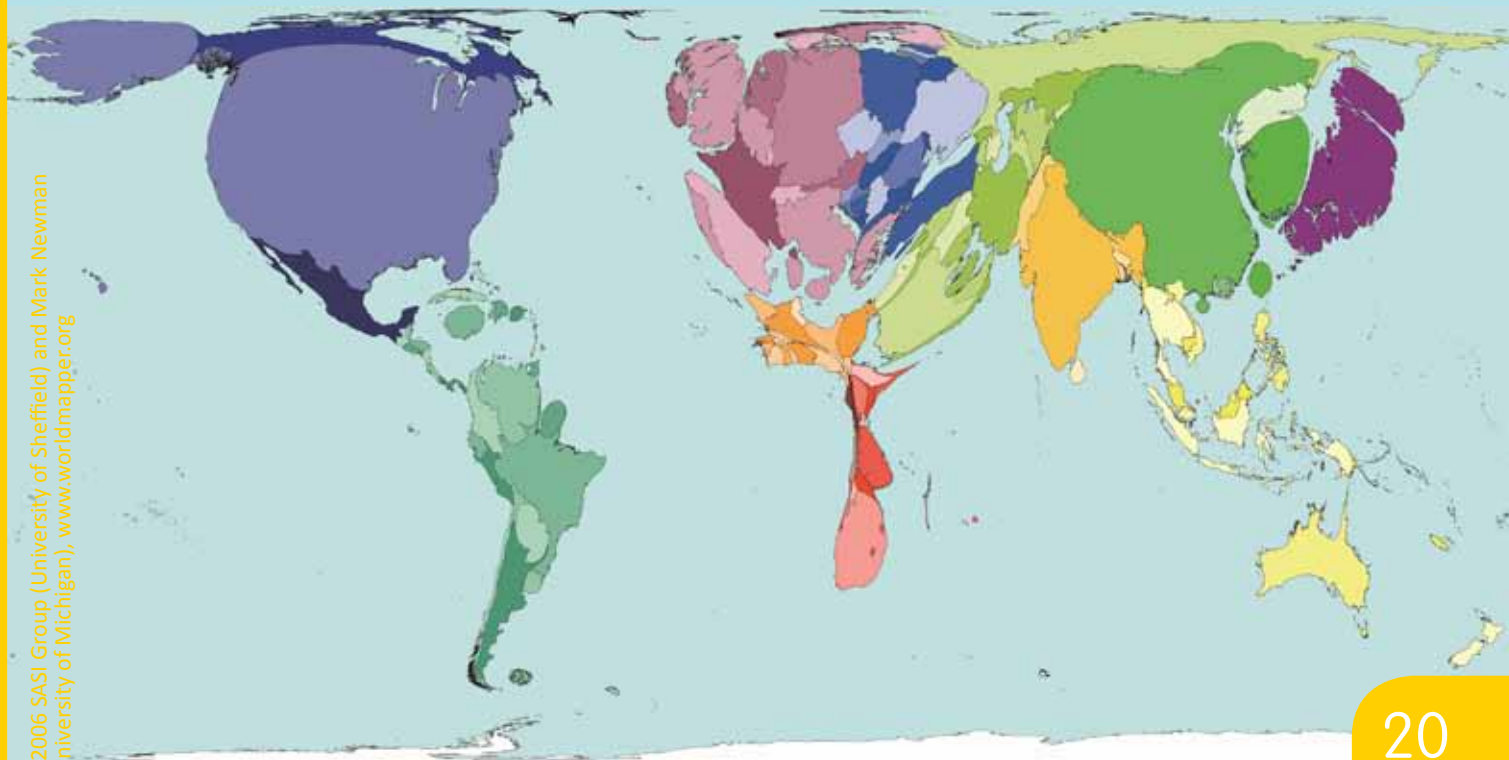 2006 SASI Group (University of Sheffield) and Mark Newman
niversity of Michigan), www.worldmapper.org
20